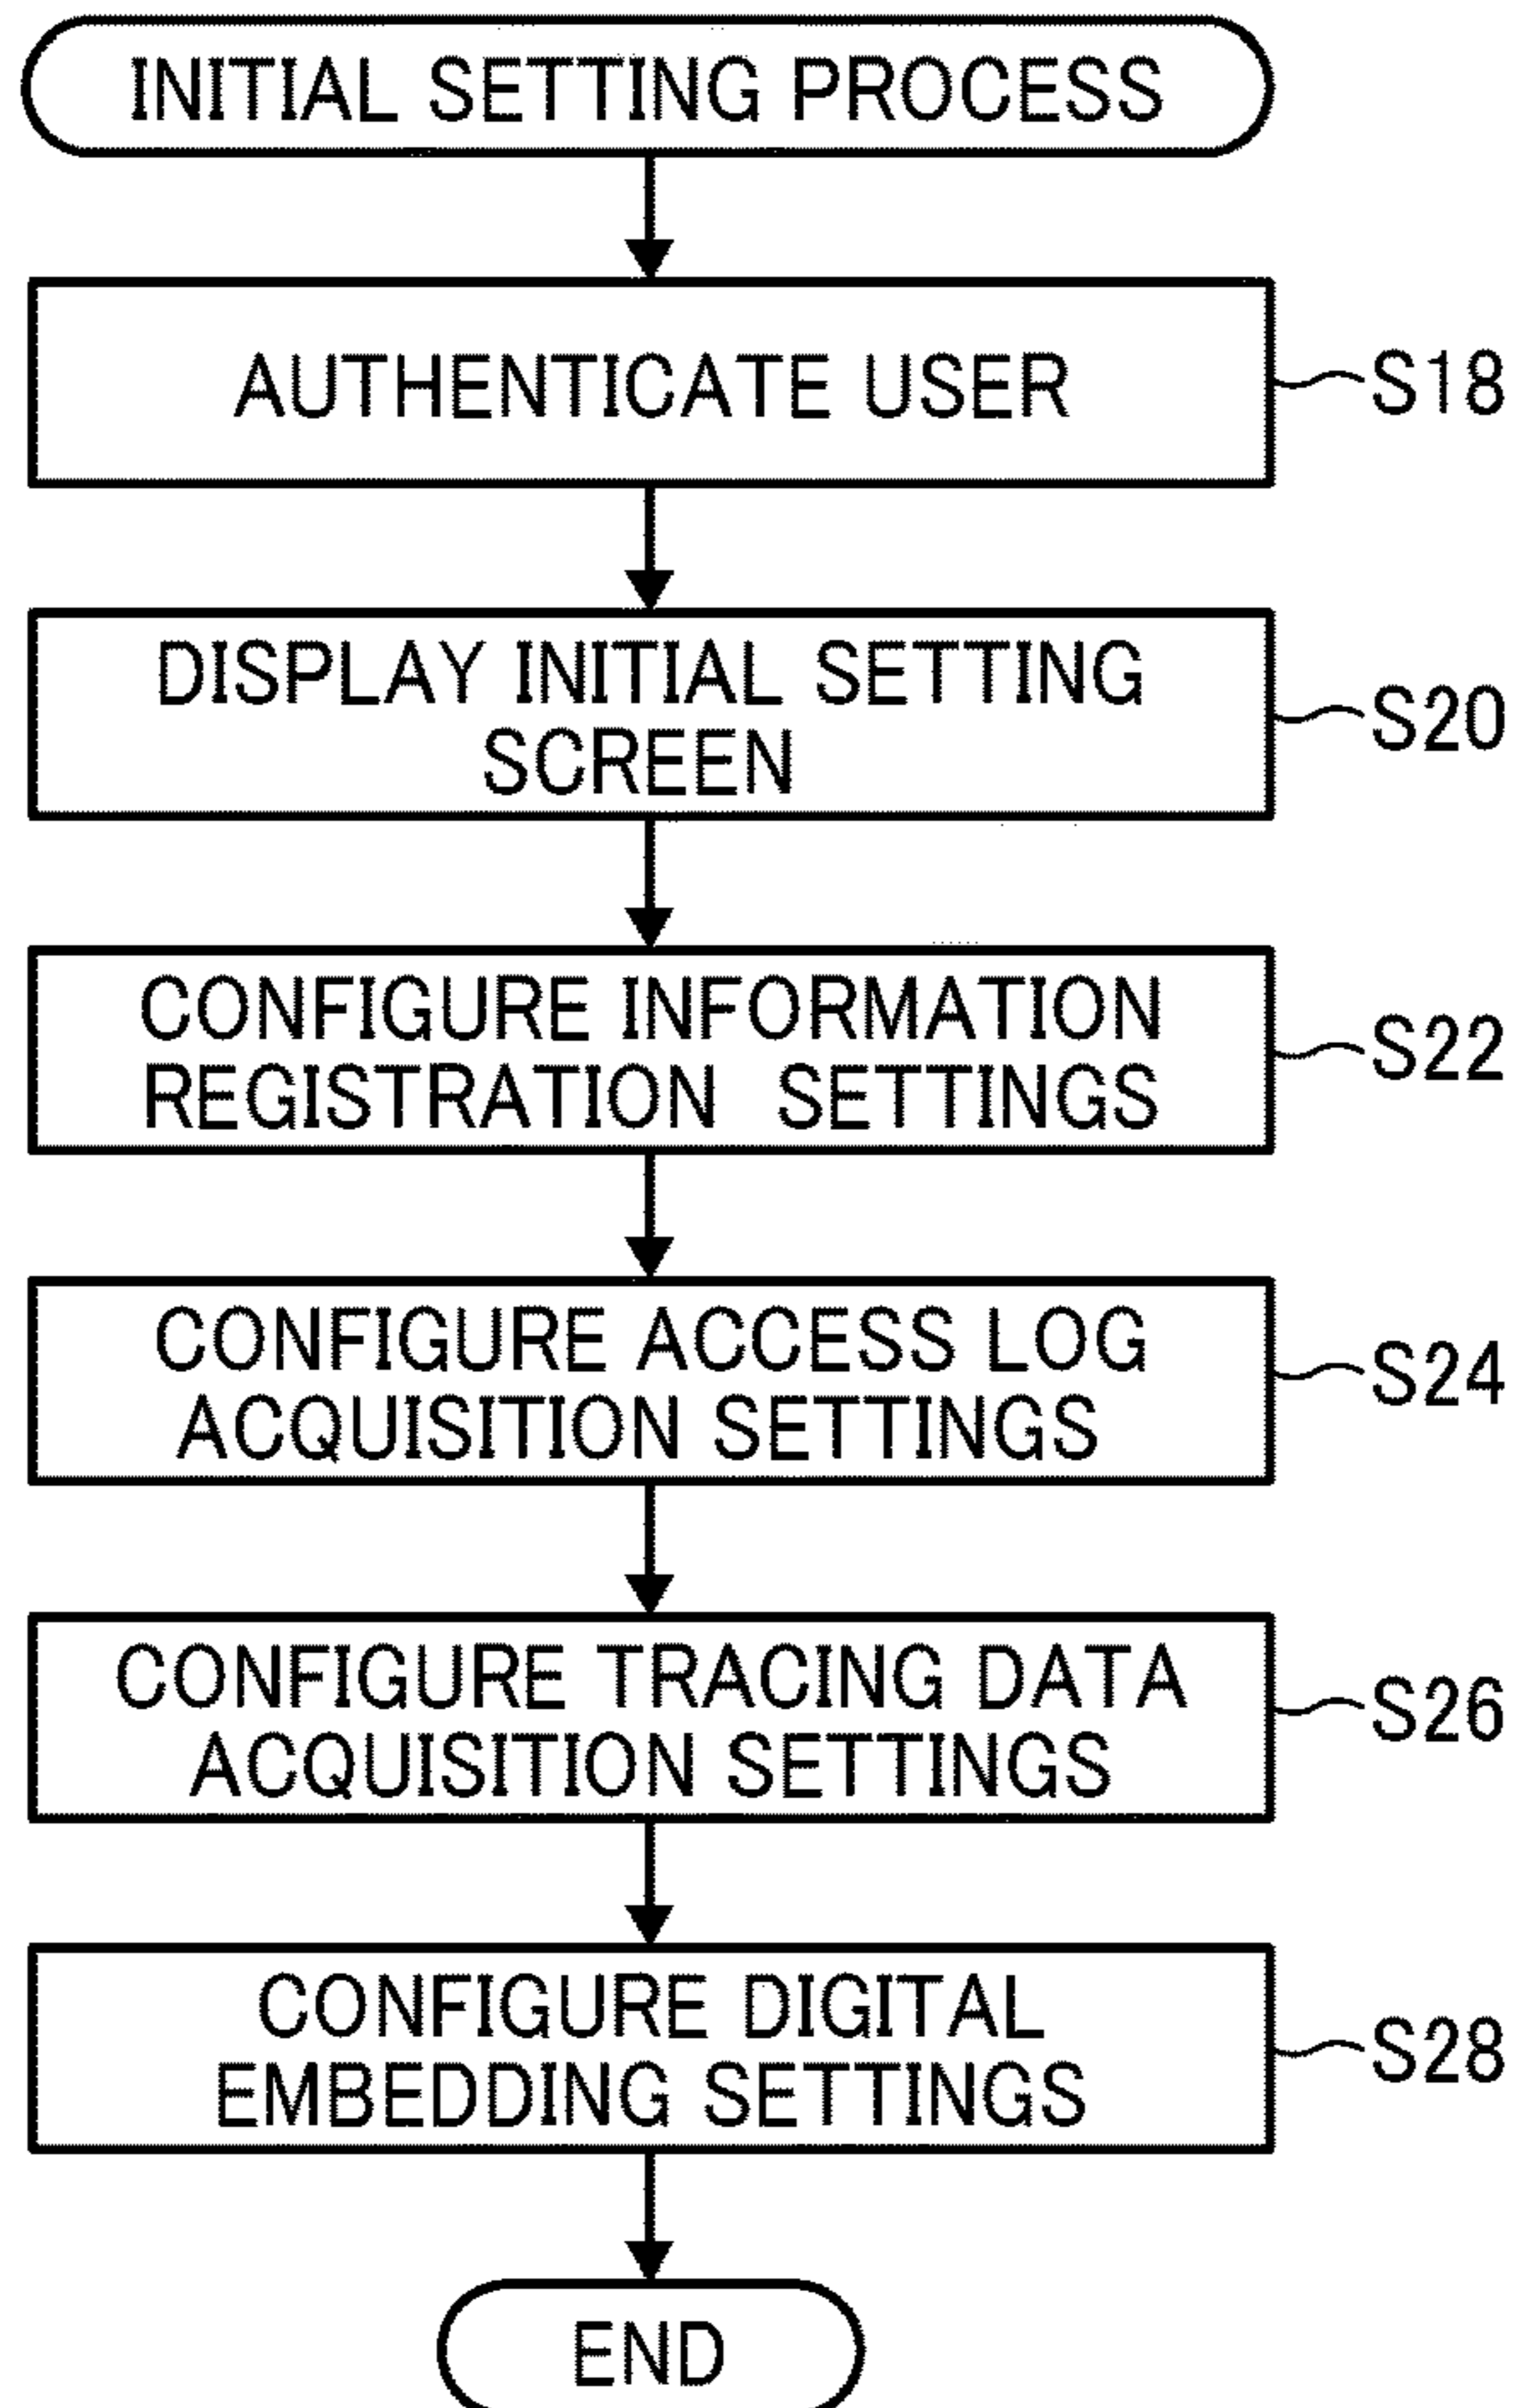 INITIAL SETTING PROCESS
AUTHENTICATE USER
S18
DISPLAY INITIAL SETTING
SCREEN
S20
CONFIGURE INFORMATION
REGISTRATION SETTINGS
S22
CONFIGURE ACCESS LOG
ACQUISITION SETTINGS
S24
CONFIGURE TRACING DATA
ACQUISITION SETTINGS
S26
CONFIGURE DIGITAL
EMBEDDING SETTINGS
S28
END